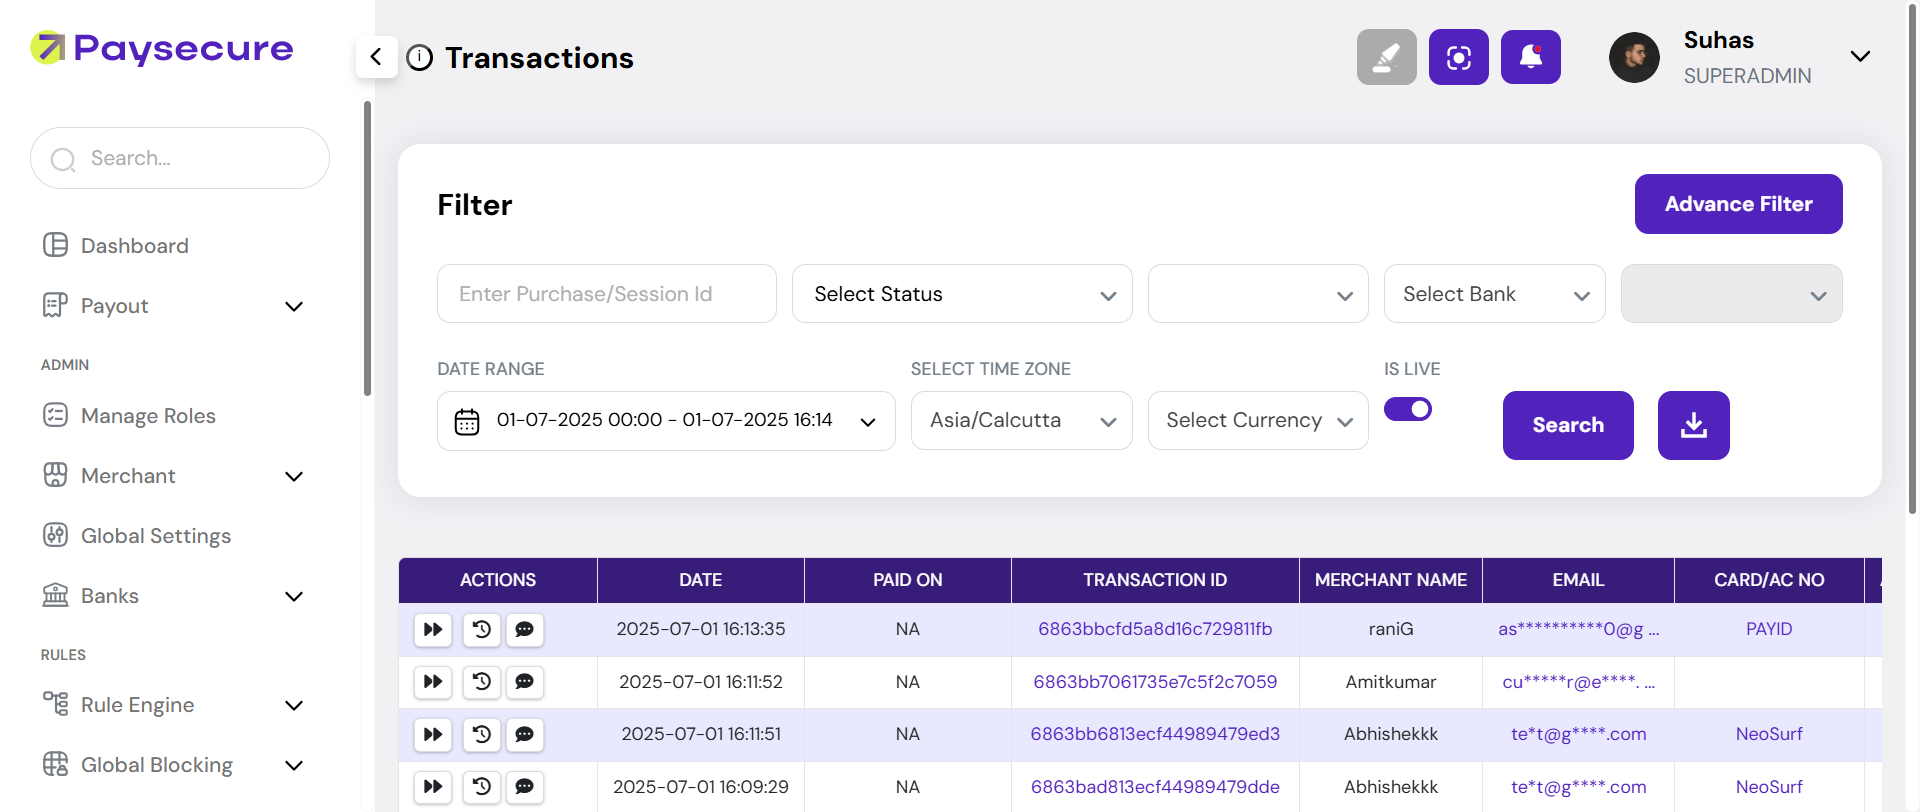 Paysecure
Transactions
Suhas
SUPERADMIN
Search...
Dashboard
Payout
ADMIN
Manage Roles
Merchant
Global Settings
Banks
RULES
Rule Engine
Global Blocking
Filter
Advance Filter
Enter Purchase/Session Id
Select Status
Select Bank
DATE RANGE
SELECT TIME ZONE
IS LIVE
01-07-2025 00:00 - 01-07-2025 16:14
Asia/Calcutta
Select Currency
Search
ACTIONS DATE PAID ON TRANSACTION ID MERCHANT NAME EMAIL CARD/AC NO
2025-07-01 16:13:35 NA 6863bbcfd5a8d16c729811fb raniG as**********0@g ... PAYID
2025-07-01 16:11:52 NA 6863bb7061735e7c5f2c7059 Amitkumar cu*****r@e****. ...
2025-07-01 16:11:51 NA 6863bb6813ecf44989479ed3 Abhishekkk te*t@g****.com NeoSurf
2025-07-01 16:09:29 NA 6863bad813ecf44989479dde Abhishekkk te*t@g****.com NeoSurf